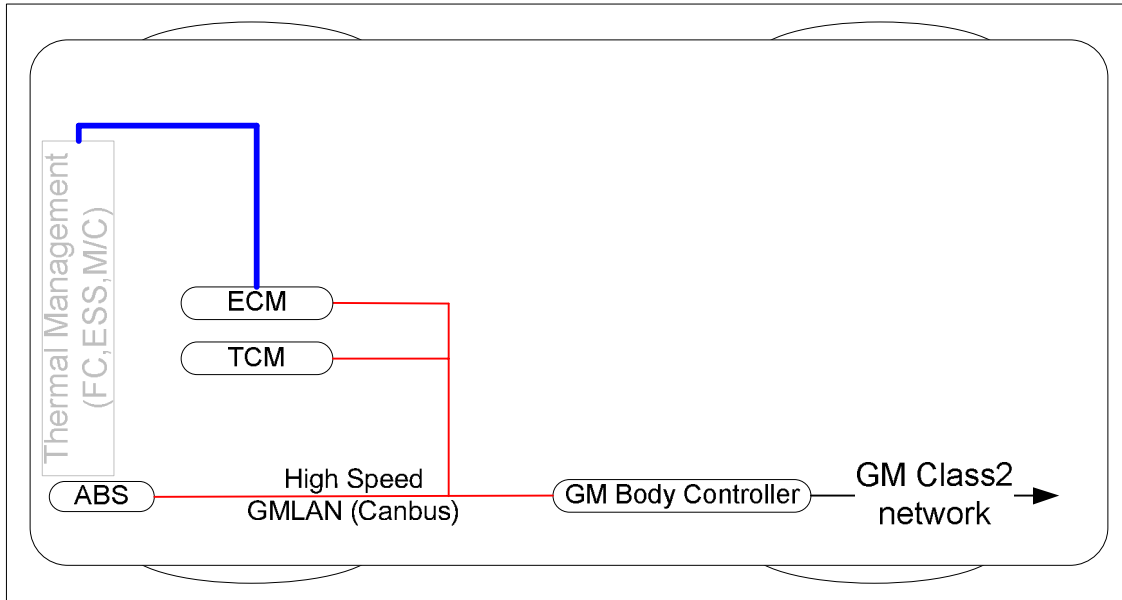 Thermal Management
(FC,ESS,M/C)
ECM
TCM
ABS
High Speed
GMLAN (Canbus)
GM Body Controller
GM Class2
network